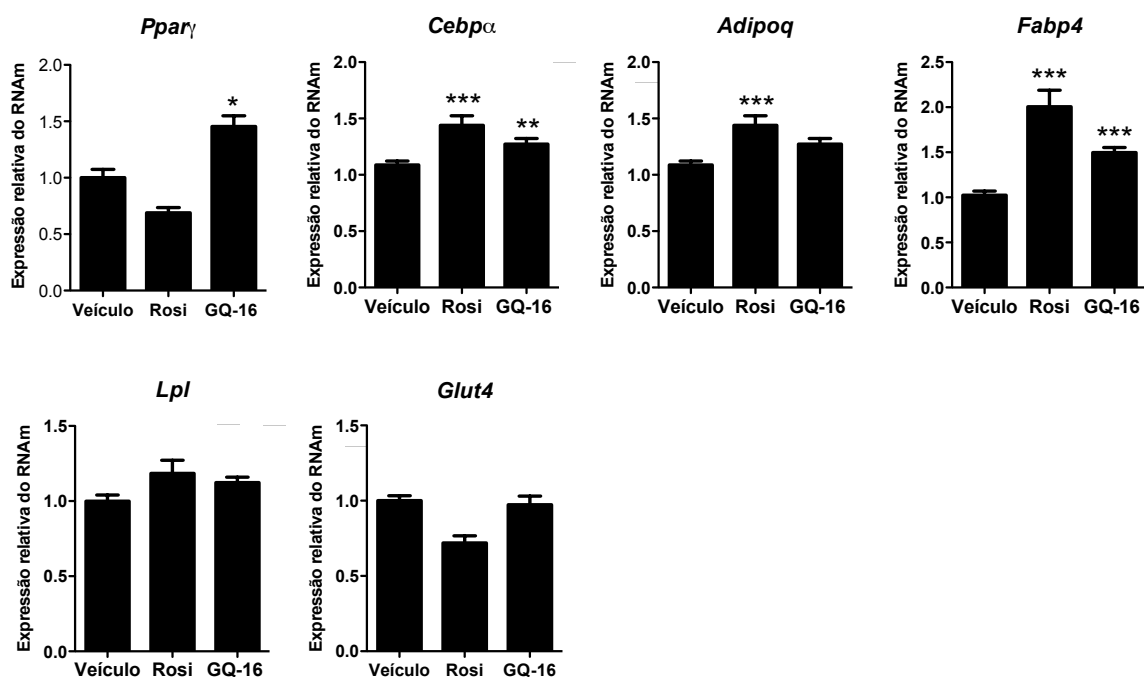 Pparγ
Expressão relativa do RNAm
2.0
1.5
1.0
0.5
0.0
*
Veículo Rosi GQ-16
Cebpα
Expressão relativa do RNAm
2.0
1.5
1.0
0.5
0.0
*** **
Veículo Rosi GQ-16
Adipoq
Expressão relativa do RNAm
2.0
1.5
1.0
0.5
0.0
***
Veículo Rosi GQ-16
Fabp4
Expressão relativa do RNAm
2.5
2.0
1.5
1.0
0.5
0.0
*** ***
Veículo Rosi GQ-16
Lpl
Expressão relativa do RNAm
1.5
1.0
0.5
0.0
Veículo Rosi GQ-16
Glut4
Expressão relativa do RNAm
1.5
1.0
0.5
0.0
Veículo Rosi GQ-16